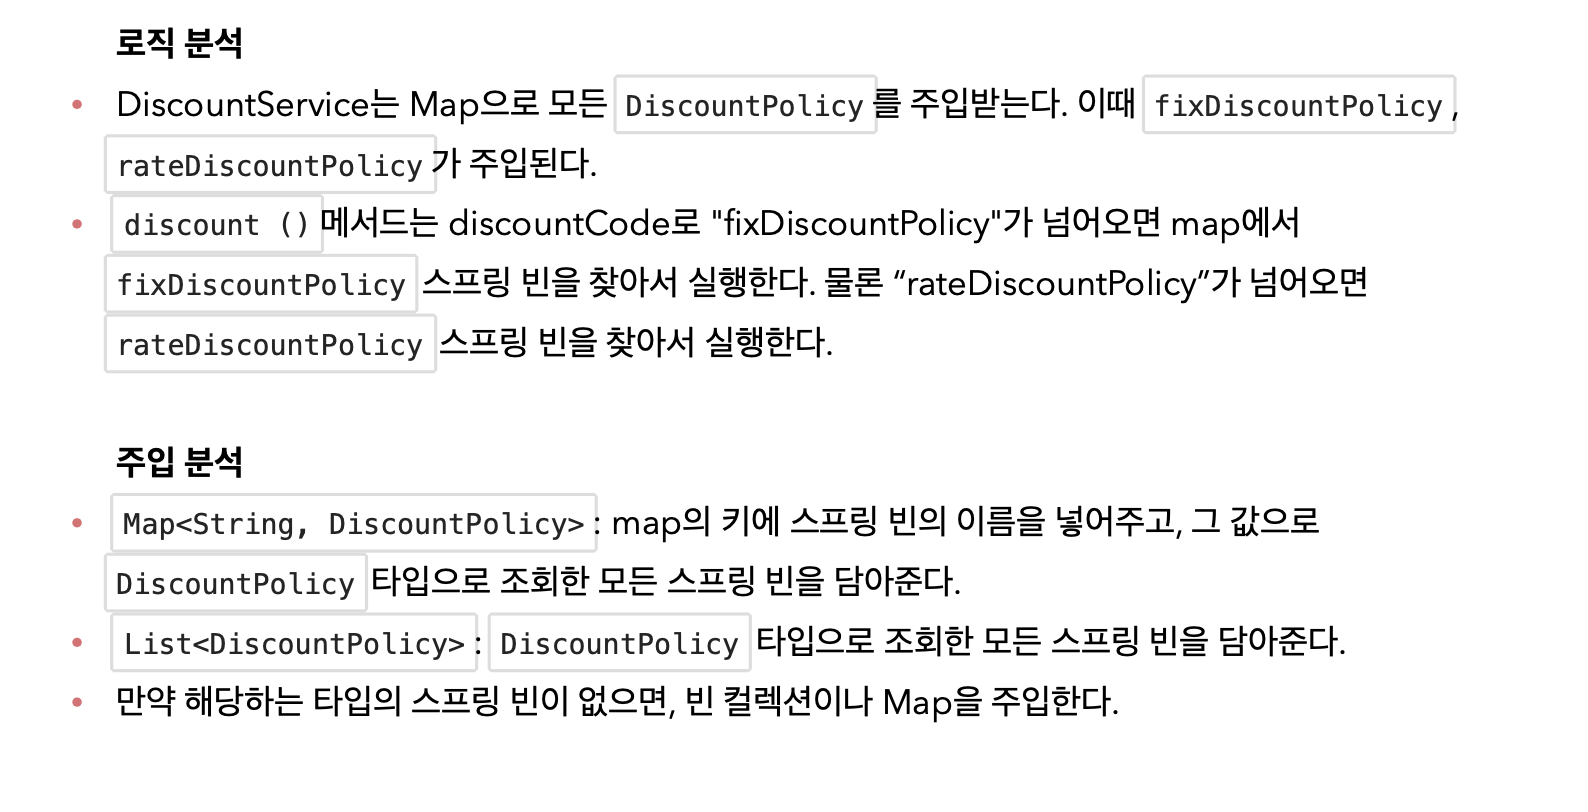 로직 분석
• DiscountService는 Map으로 모든 DiscountPolicy 를 주입받는다. 이때 fixDiscountPolicy ,
rateDiscountPolicy 가 주입된다.
• discount () 메서드는 discountCode로 "fixDiscountPolicy"가 넘어오면 map에서
fixDiscountPolicy 스프링 빈을 찾아서 실행한다. 물론 “rateDiscountPolicy”가 넘어오면
rateDiscountPolicy 스프링 빈을 찾아서 실행한다.
주입 분석
• Map<String, DiscountPolicy> : map의 키에 스프링 빈의 이름을 넣어주고, 그 값으로
DiscountPolicy 타입으로 조회한 모든 스프링 빈을 담아준다.
• List<DiscountPolicy> : DiscountPolicy 타입으로 조회한 모든 스프링 빈을 담아준다.
• 만약 해당하는 타입의 스프링 빈이 없으면, 빈 컬렉션이나 Map을 주입한다.